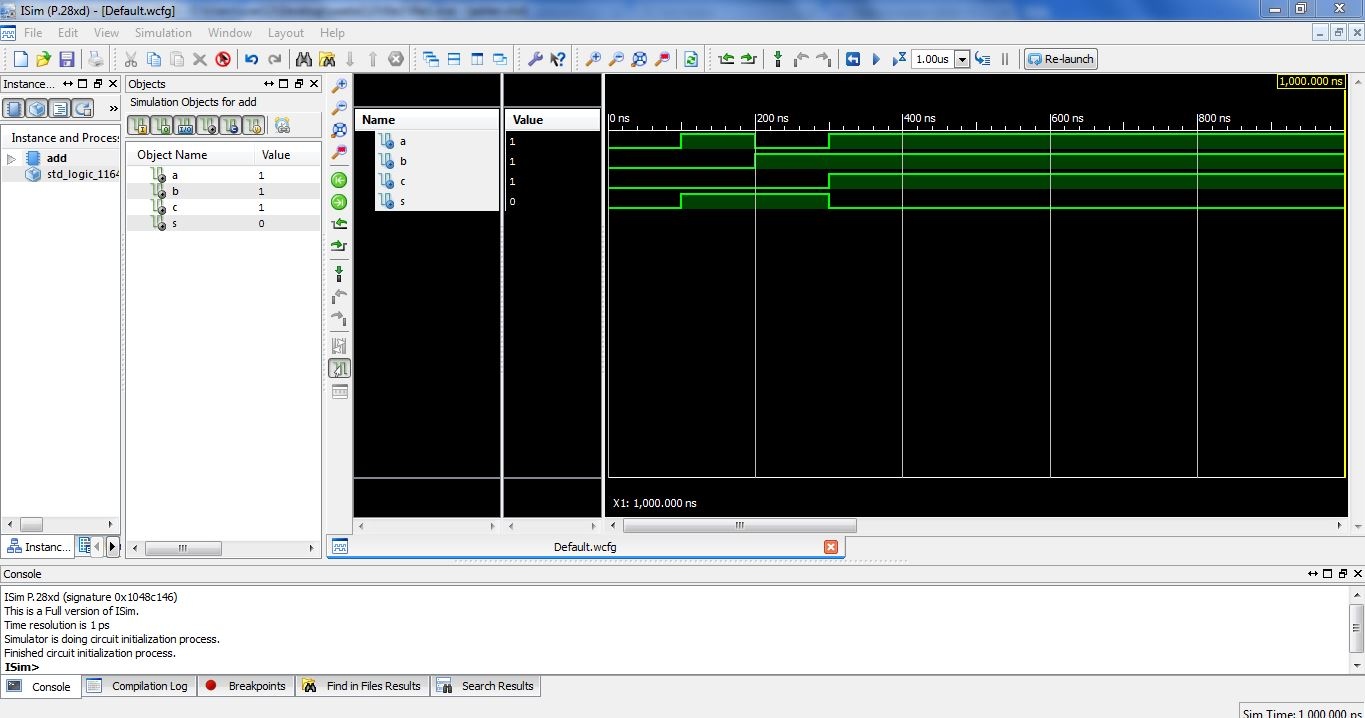 ISim (P.28xd) - [Default.wcfg]
File Edit View Simulation Window Layout Help
1.00us Re-launch
Instance... Objects
Simulation Objects for add
Instance and Process
add
std_logic_1164
Object Name Value
a 1
b 1
c 1
s 0
Name Value
a 1
b 1
c 1
s 0
1,000.000 ns
0 ns 200 ns 400 ns 600 ns 800 ns
X1: 1,000.000 ns
Instanc...
Default.wcfg
Console
ISim P.28xd (signature 0x1048c146)
This is a Full version of ISim.
Time resolution is 1 ps
Simulator is doing circuit initialization process.
Finished circuit initialization process.
ISim>
Console Compilation Log Breakpoints Find in Files Results Search Results
Sim Time: 1,000,000 ps